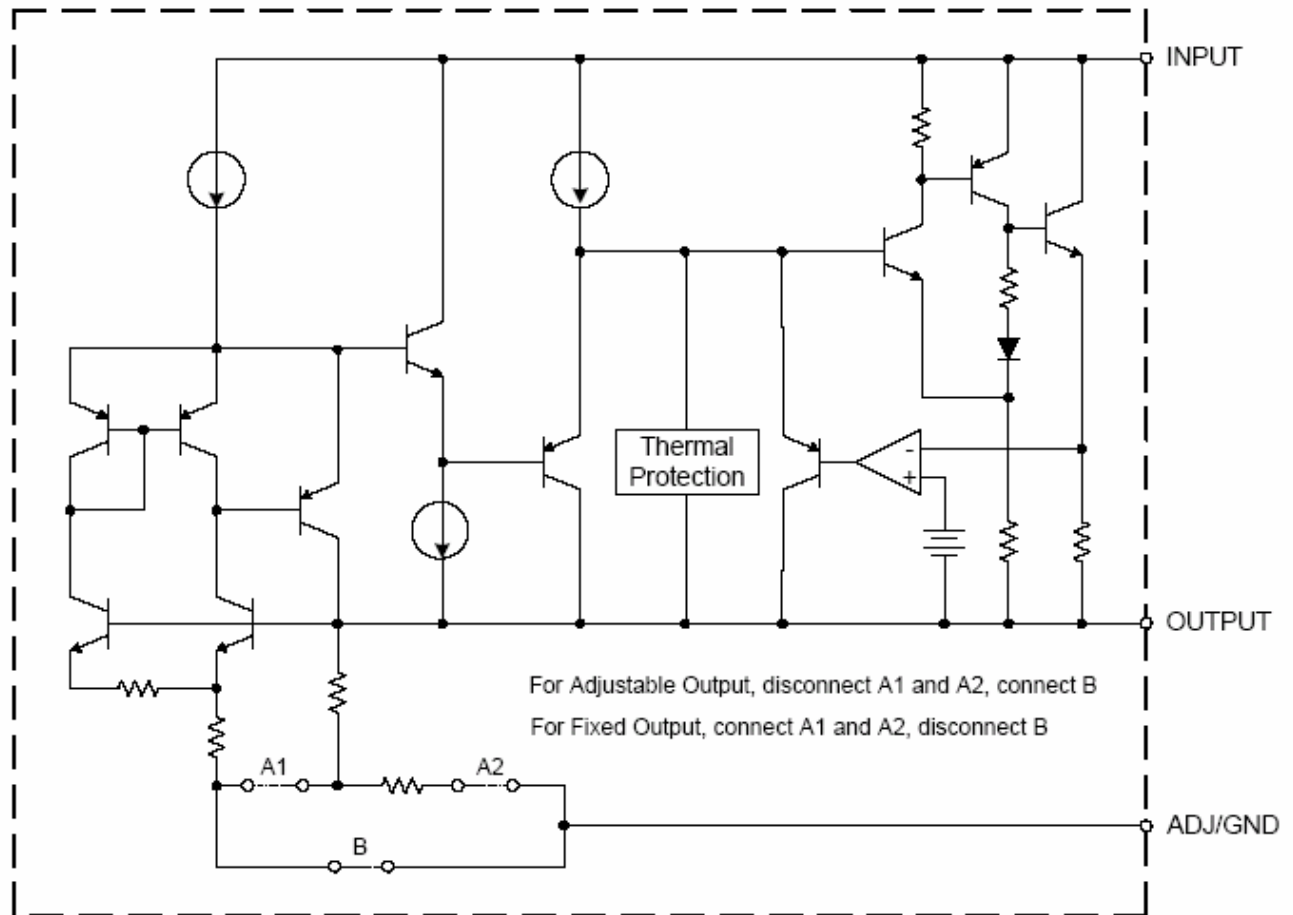 INPUT
Thermal
Protection
-
+
OUTPUT
For Adjustable Output, disconnect A1 and A2, connect B
For Fixed Output, connect A1 and A2, disconnect B
A1
A2
ADJ/GND
B